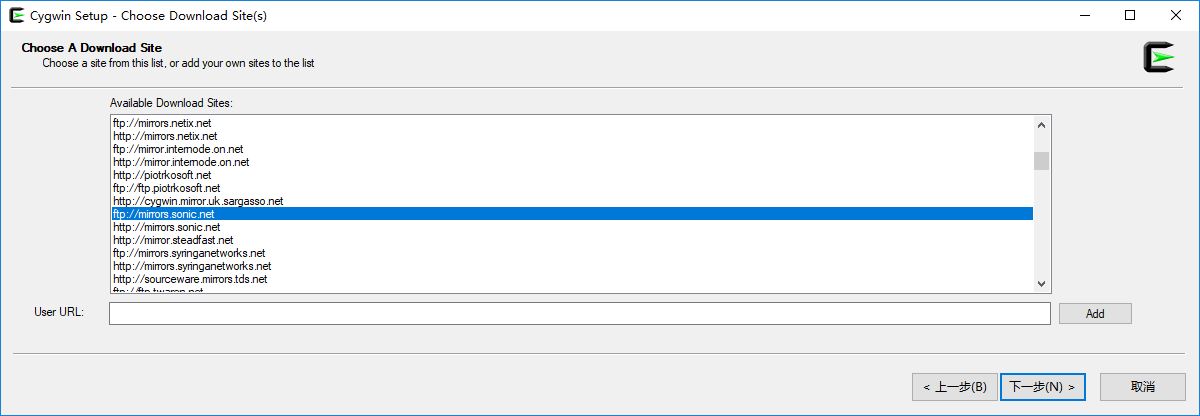 Cygwin Setup - Choose Download Site(s)
Choose A Download Site
Choose a site from this list, or add your own sites to the list
Available Download Sites:
ftp://mirrors.netix.net
http://mirrors.netix.net
ftp://mirror.internode.on.net
http://mirror.internode.on.net
http://piotrkosoft.net
ftp://ftp.piotrkosoft.net
http://cygwin.mirror.uk.sargasso.net
ftp://mirrors.sonic.net
http://mirrors.sonic.net
http://mirror.steadfast.net
ftp://mirrors.syringanetworks.net
http://mirrors.syringanetworks.net
http://sourceware.mirrors.tds.net
ftp://ftp.twaren.net
User URL:
Add
< 上一步(B)
下一步(N) >
取消